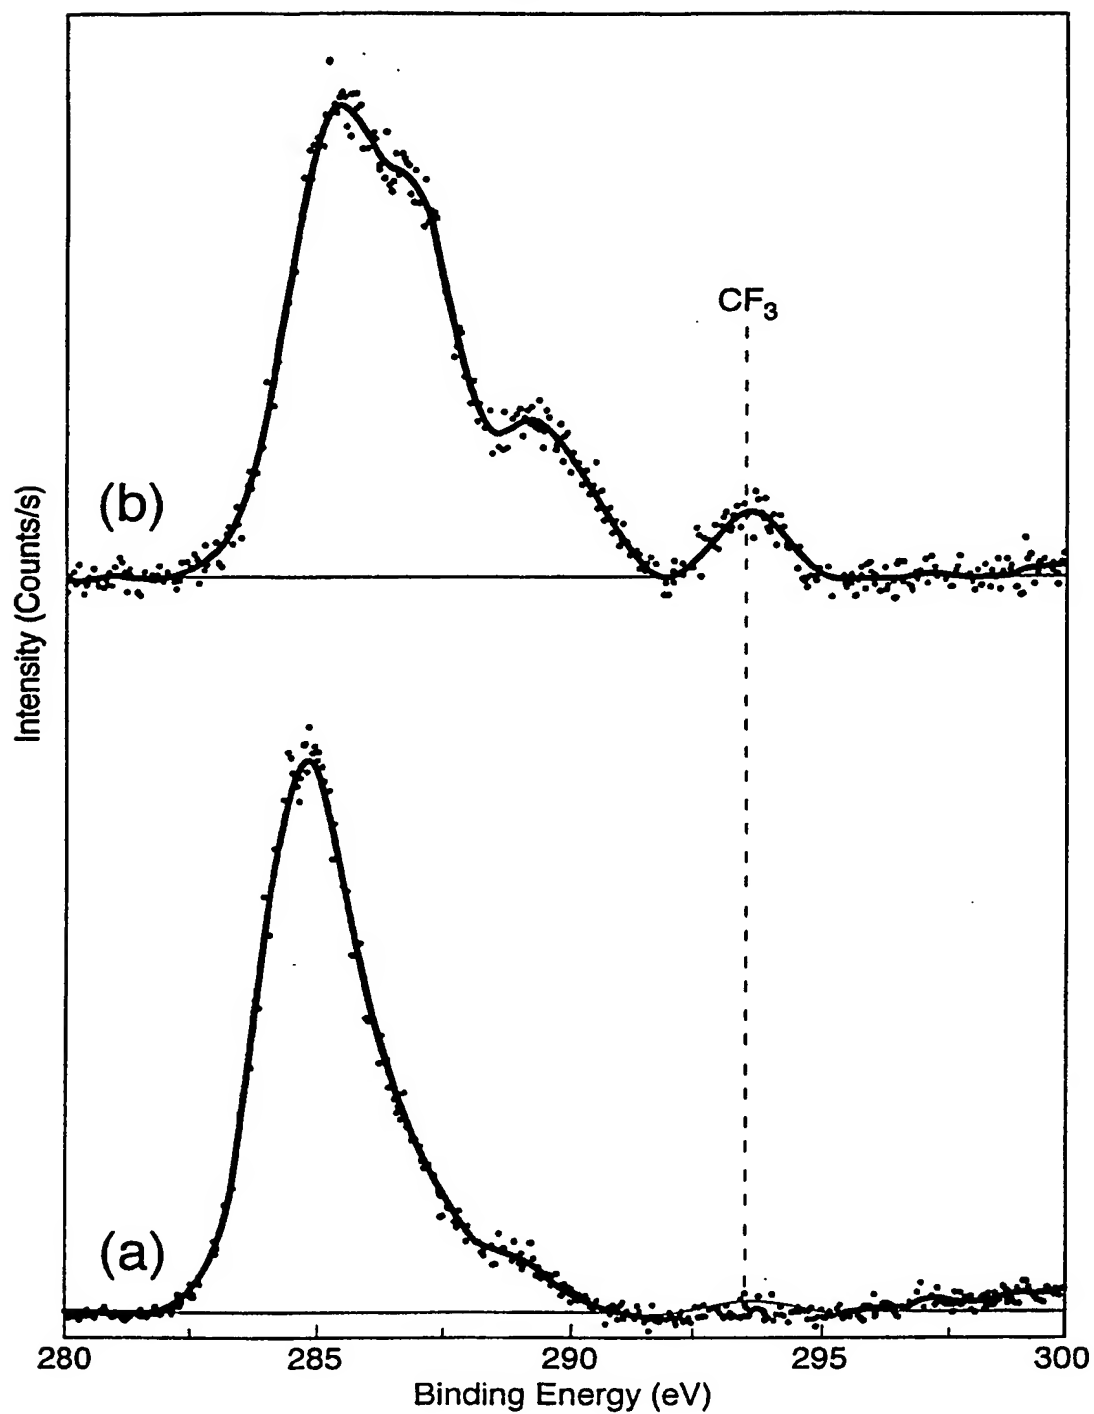 CF₃
(b)
Intensity (Counts/s)
(a)
280 285 290 295 300
Binding Energy (eV)